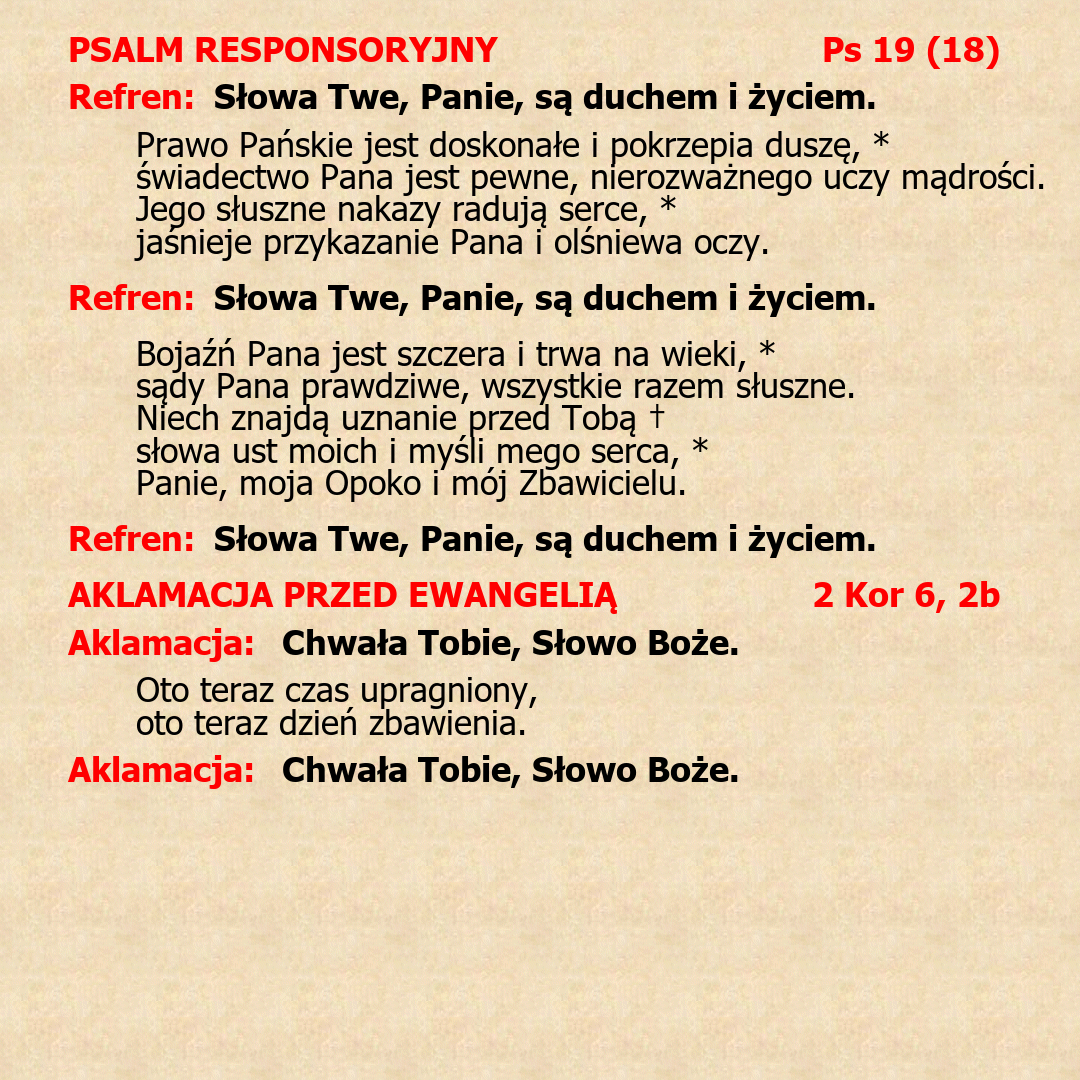 PSALM RESPONSORYJNY Ps 19 (18)
Refren: Słowa Twe, Panie, są duchem i życiem.
Prawo Pańskie jest doskonałe i pokrzepia duszę, *
świadectwo Pana jest pewne, nierozważnego uczy mądrości.
Jego słuszne nakazy radują serce, *
jaśnieje przykazanie Pana i olśniewa oczy.
Refren: Słowa Twe, Panie, są duchem i życiem.
Bojaźń Pana jest szczera i trwa na wieki, *
sądy Pana prawdziwe, wszystkie razem słuszne.
Niech znajdą uznanie przed Tobą †
słowa ust moich i myśli mego serca, *
Panie, moja Opoko i mój Zbawicielu.
Refren: Słowa Twe, Panie, są duchem i życiem.
AKLAMACJA PRZED EWANGELIĄ 2 Kor 6, 2b
Aklamacja: Chwała Tobie, Słowo Boże.
Oto teraz czas upragniony,
oto teraz dzień zbawienia.
Aklamacja: Chwała Tobie, Słowo Boże.